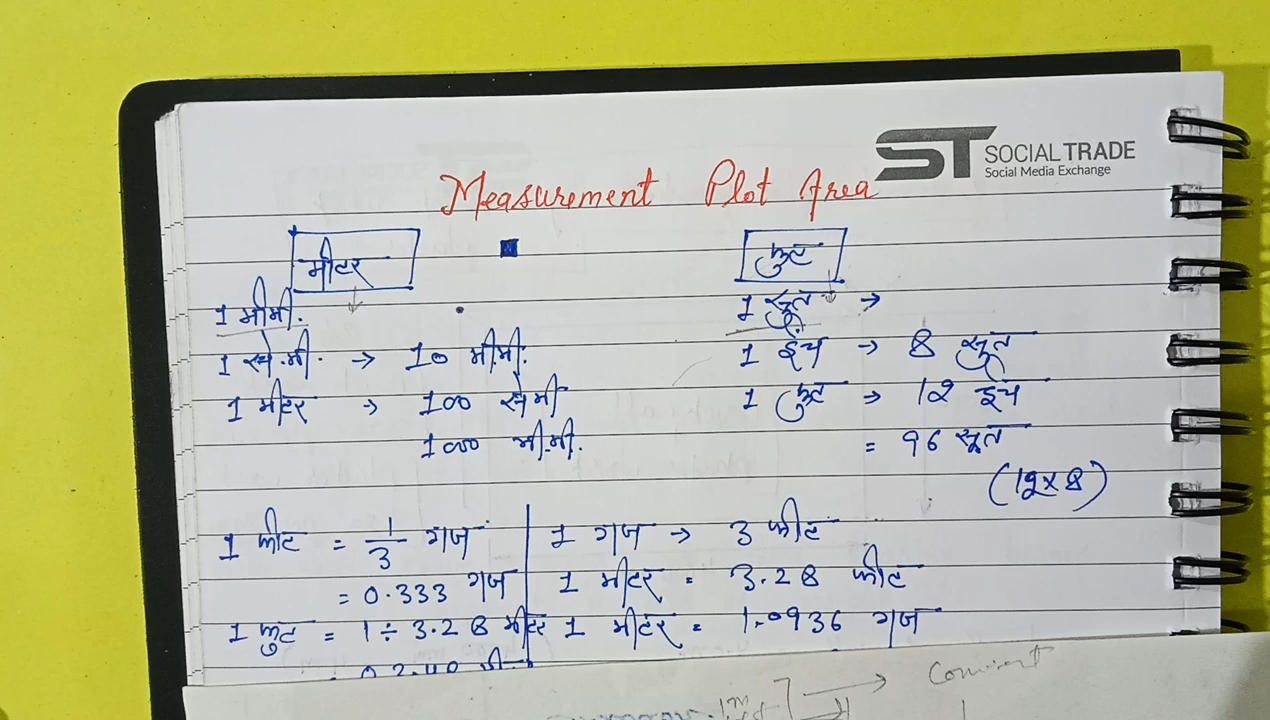 ST SOCIAL TRADE
Social Media Exchange
Measurement Plot Area
मीटर
फुट
1 मीमी.
1 सूत →
1 से.मी. → 10 मी.मी.
1 इंच → 8 सूत
1 मीटर → 100 सेमी
1 फुट → 12 इंच
1000 मी.मी.
= 96 सूत
(12x8)
1 फीट = 1/3 गज
1 गज → 3 फीट
= 0.333 गज
1 मीटर = 3.28 फीट
1 फुट = 1 ÷ 3.28 मीटर
1 मीटर = 1.0936 गज
Convert